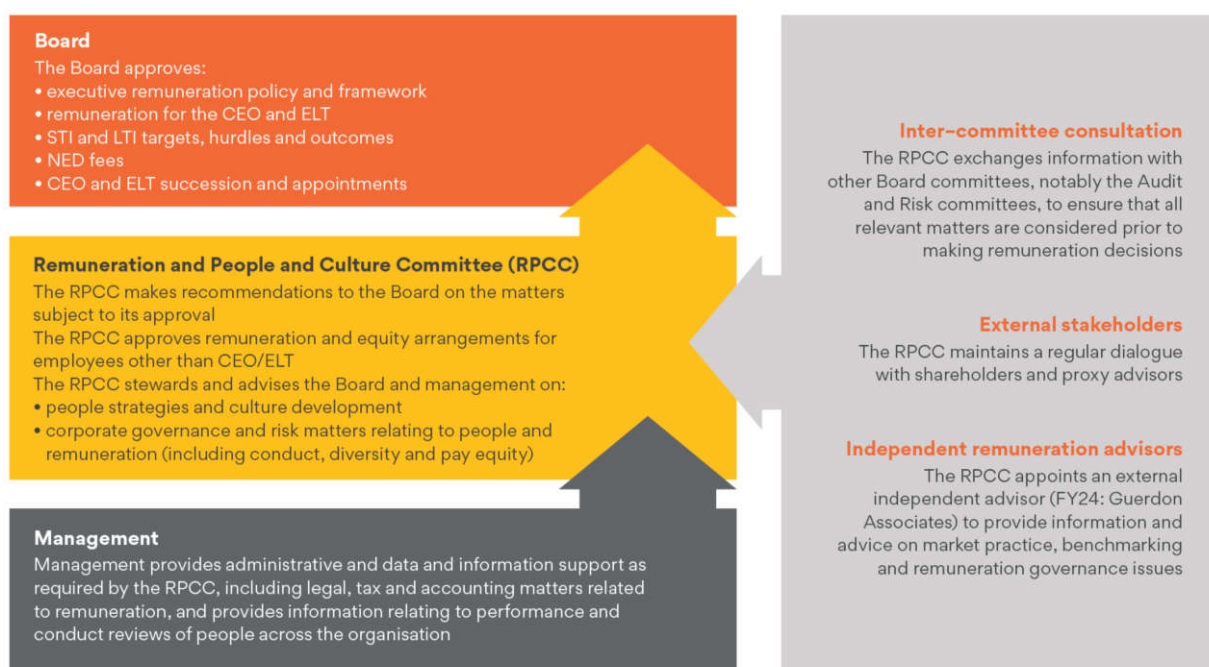 Board
The Board approves:
• executive remuneration policy and framework
• remuneration for the CEO and ELT
• STI and LTI targets, hurdles and outcomes
• NED fees
• CEO and ELT succession and appointments
Remuneration and People and Culture Committee (RPCC)
The RPCC makes recommendations to the Board on the matters
subject to its approval
The RPCC approves remuneration and equity arrangements for
employees other than CEO/ELT
The RPCC stewards and advises the Board and management on:
• people strategies and culture development
• corporate governance and risk matters relating to people and
remuneration (including conduct, diversity and pay equity)
Management
Management provides administrative and data and information support as
required by the RPCC, including legal, tax and accounting matters related
to remuneration, and provides information relating to performance and
conduct reviews of people across the organisation
Inter-committee consultation
The RPCC exchanges information with
other Board committees, notably the Audit
and Risk committees, to ensure that all
relevant matters are considered prior to
making remuneration decisions
External stakeholders
The RPCC maintains a regular dialogue
with shareholders and proxy advisors
Independent remuneration advisors
The RPCC appoints an external
independent advisor (FY24: Guerdon
Associates) to provide information and
advice on market practice, benchmarking
and remuneration governance issues